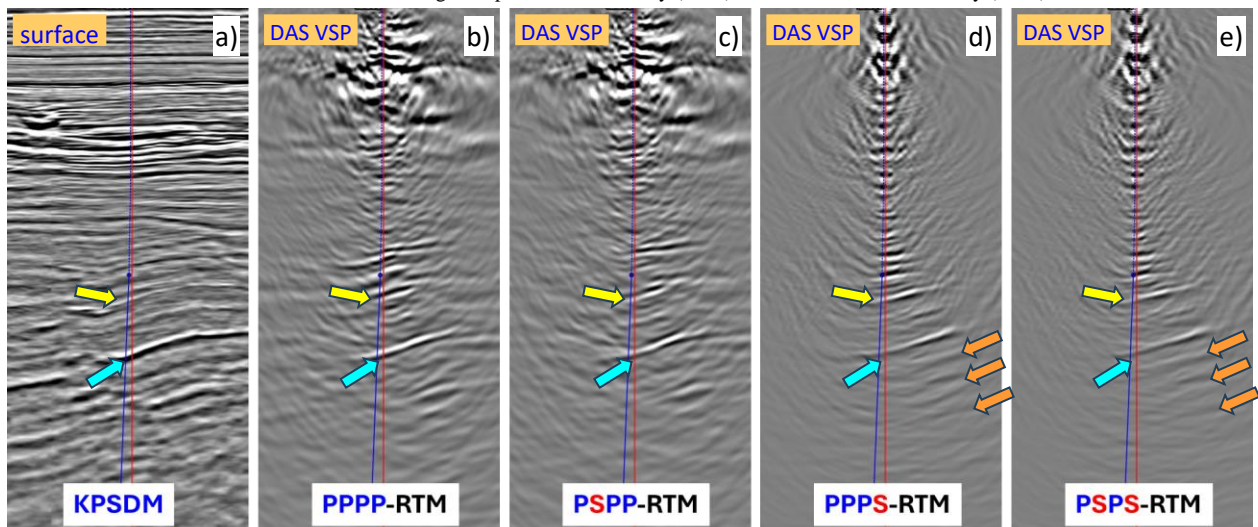 surface
a)
DAS VSP
b)
DAS VSP
c)
DAS VSP
d)
DAS VSP
e)
KPSDM
PPPP-RTM
PSPP-RTM
PPPS-RTM
PSPS-RTM